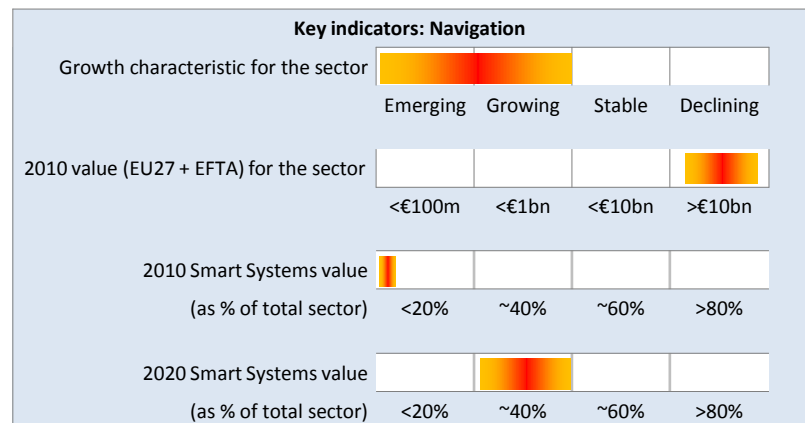 Key indicators: Navigation
Growth characteristic for the sector
Emerging Growing Stable Declining
2010 value (EU27 + EFTA) for the sector
<€100m <€1bn <€10bn >€10bn
2010 Smart Systems value
(as % of total sector) <20% ~40% ~60% >80%
2020 Smart Systems value
(as % of total sector) <20% ~40% ~60% >80%